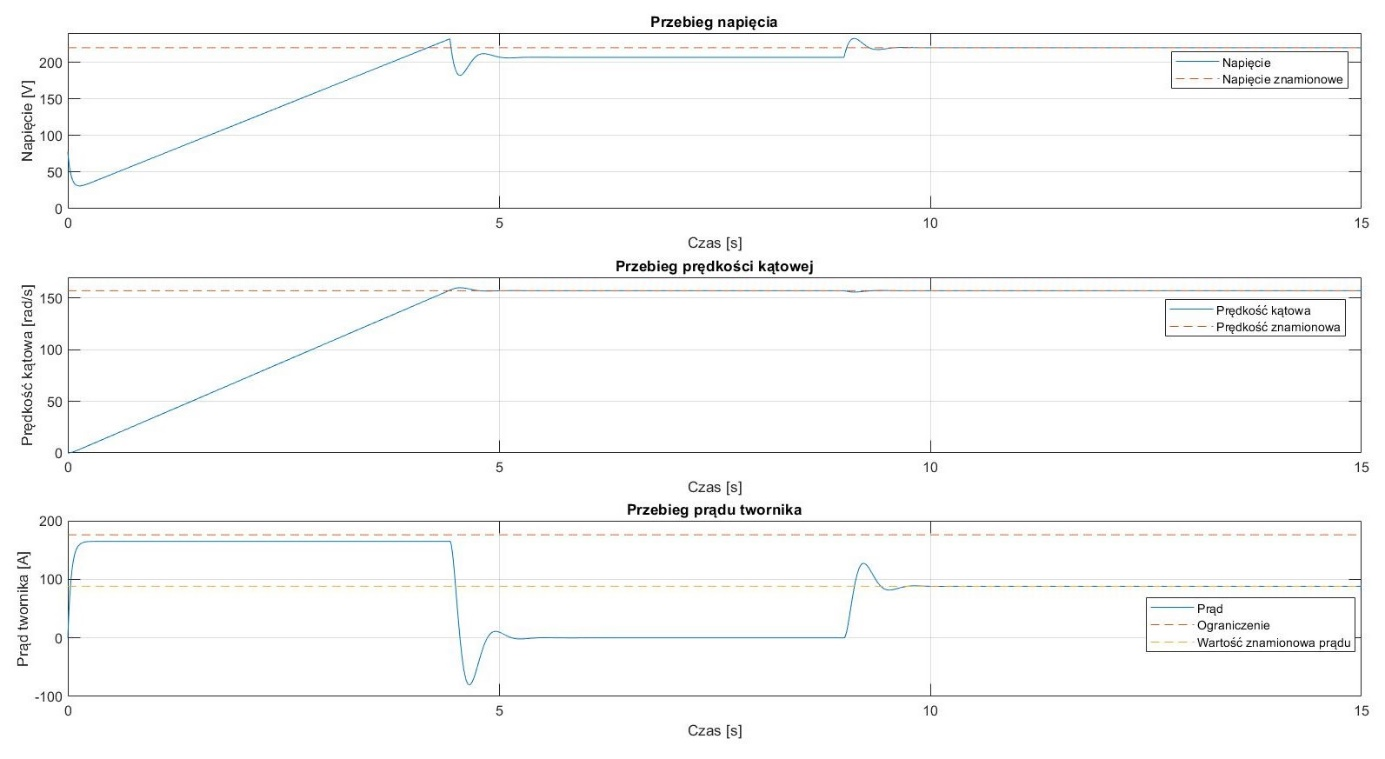 Przebieg napięcia
Napięcie [V]
200
150
100
50
0
0
5
10
15
Czas [s]
Napięcie
Napięcie znamionowe
Przebieg prędkości kątowej
Prędkość kątowa [rad/s]
150
100
50
0
0
5
10
15
Czas [s]
Prędkość kątowa
Prędkość znamionowa
Przebieg prądu twornika
Prąd twornika [A]
200
100
0
-100
0
5
10
15
Czas [s]
Prąd
Ograniczenie
Wartość znamionowa prądu